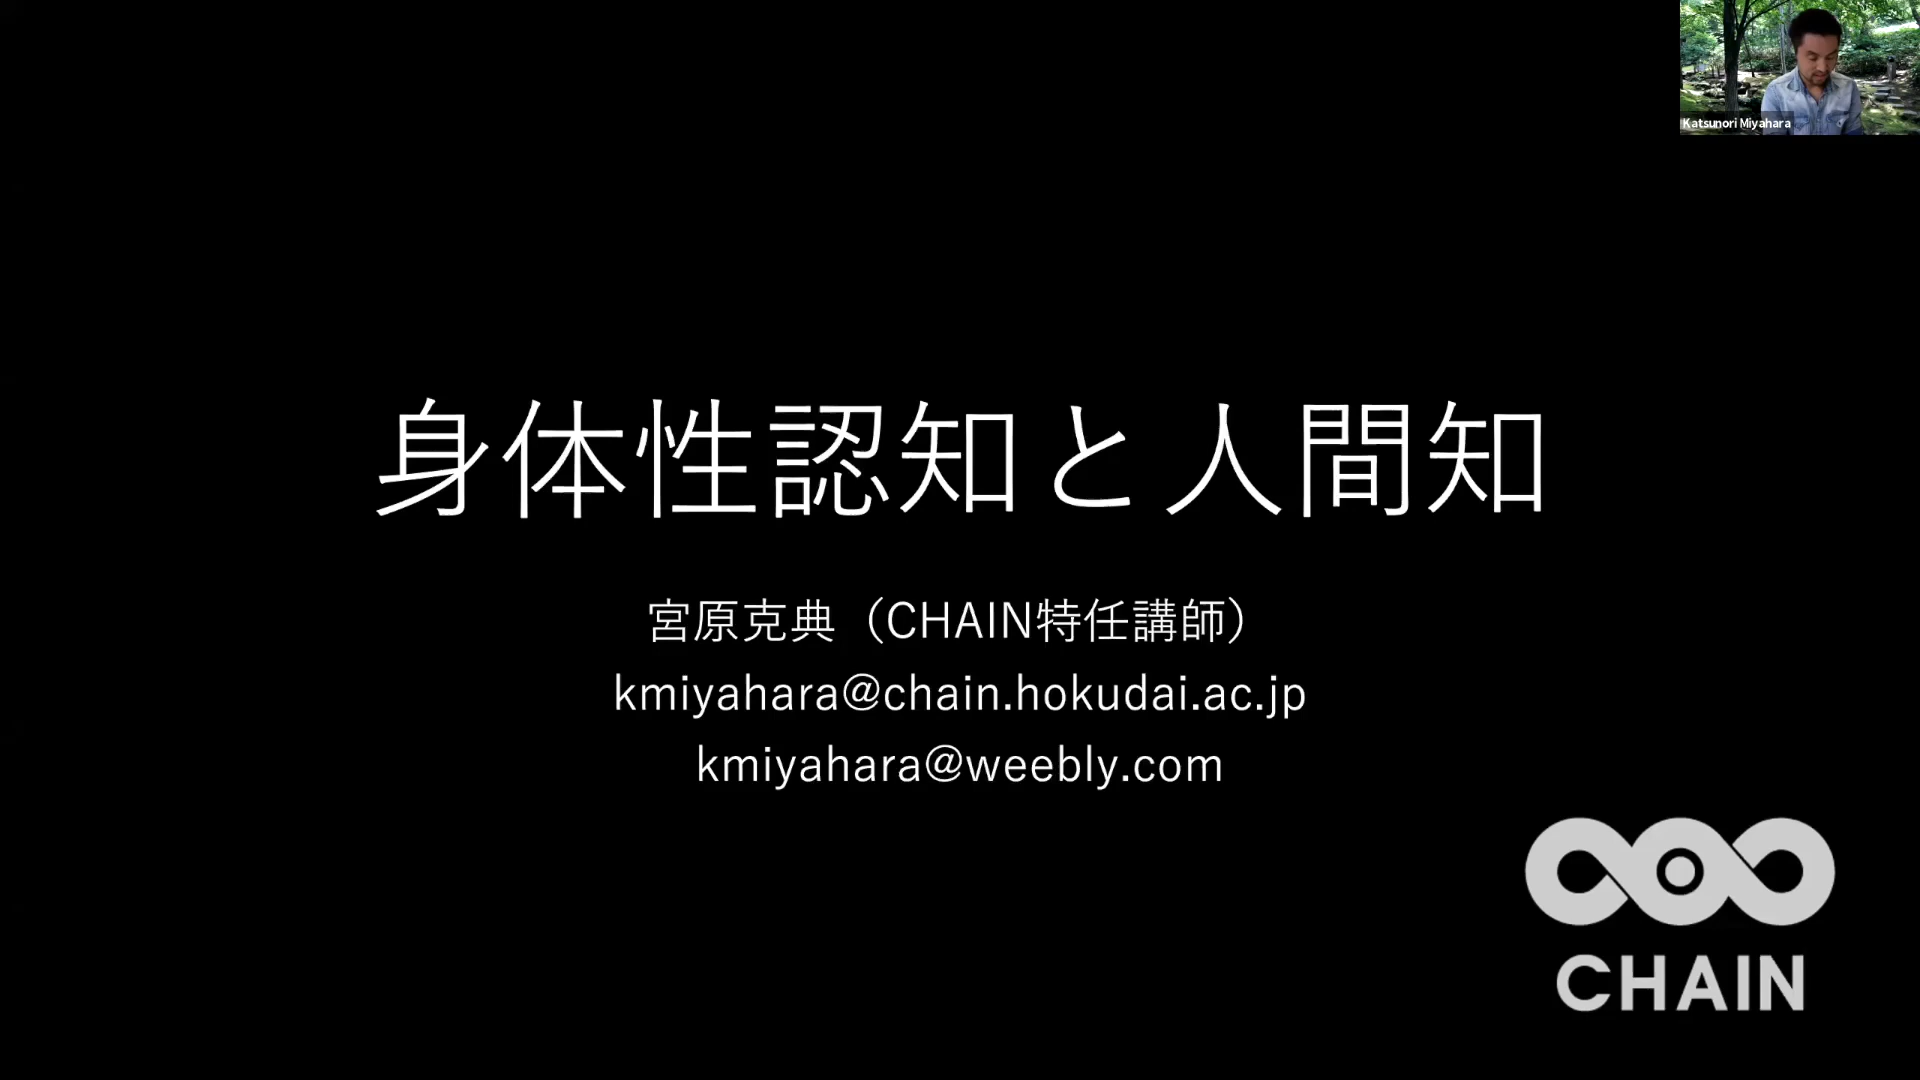 Katsunori Miyahara
身体性認知と人間知
宮原克典（CHAIN特任講師）
kmiyahara@chain.hokudai.ac.jp
kmiyahara@weebly.com
CHAIN